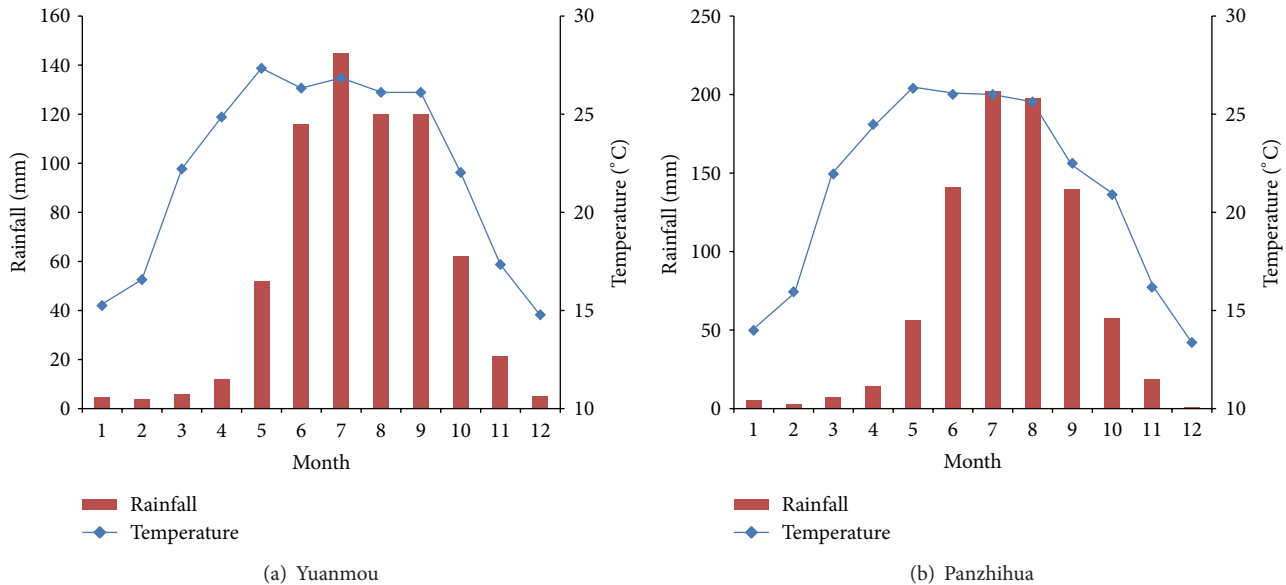 160
140
120
100
80
60
40
20
0
Rainfall (mm)
30
25
20
15
10
Temperature (°C)
1 2 3 4 5 6 7 8 9 10 11 12
Month
Rainfall
Temperature
(a) Yuanmou
250
200
150
100
50
0
Rainfall (mm)
30
25
20
15
10
Temperature (°C)
1 2 3 4 5 6 7 8 9 10 11 12
Month
Rainfall
Temperature
(b) Panzhihua